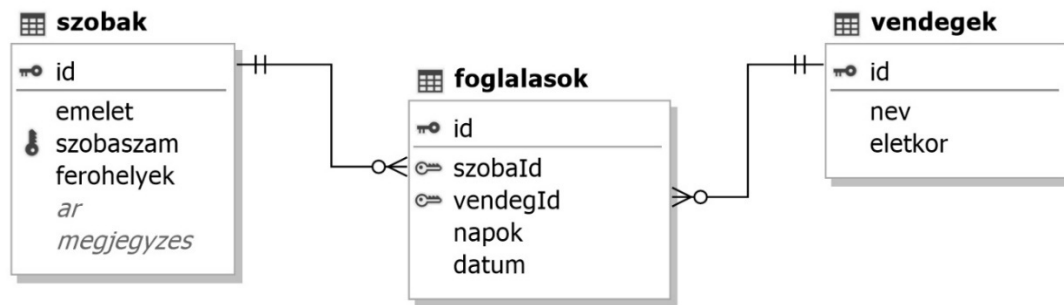 szobak
id
emelet
szobaszam
ferohelyek
ar
megjegyzes
foglalasok
id
szobaId
vendegId
napok
datum
vendegek
id
nev
eletkor